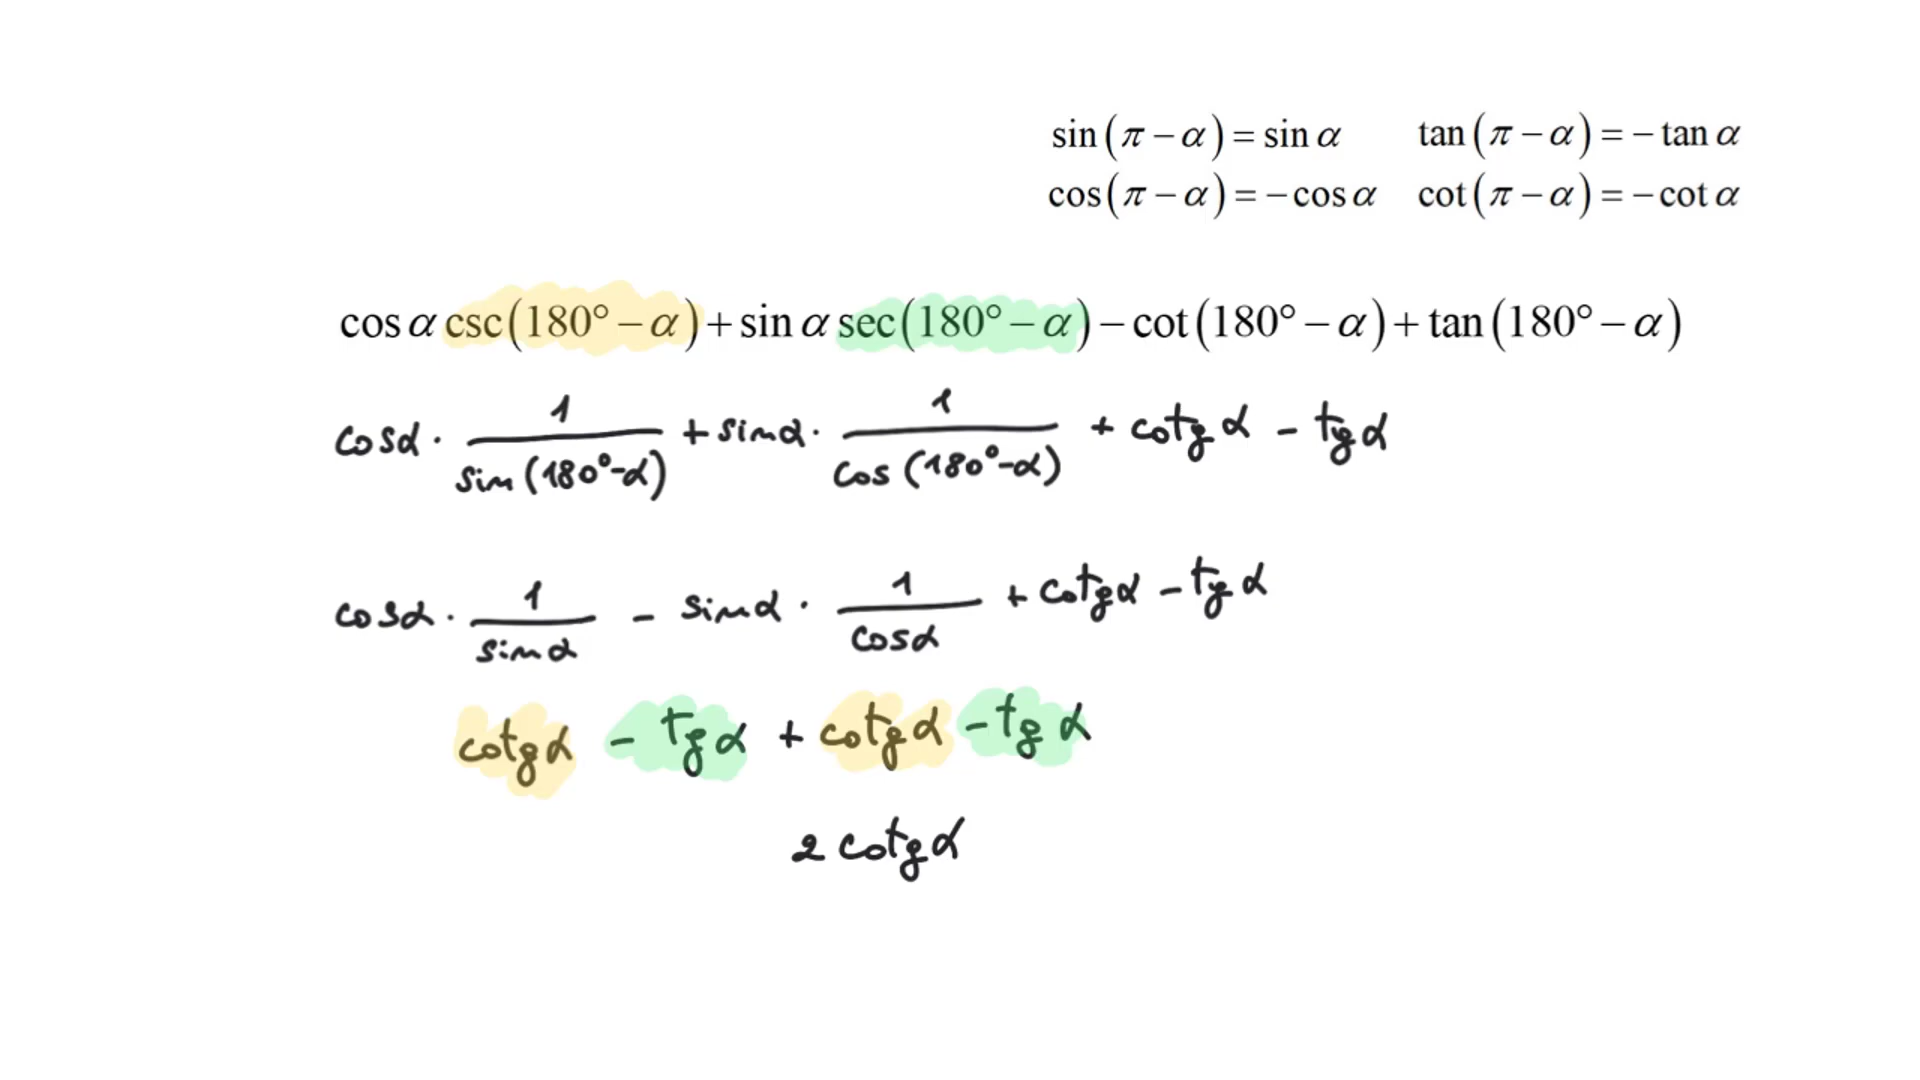 sin(π−α)=sin α tan(π−α)=−tan α
cos(π−α)=−cos α cot(π−α)=−cot α
cos α csc(180°−α)+sin α sec(180°−α)−cot(180°−α)+tan(180°−α)
cosα · 1/sin(180°-α) + sinα · 1/cos(180°-α) + cotgα - tgα
cosα · 1/sinα - sinα · 1/cosα + cotgα - tgα
cotgα - tgα + cotgα - tgα
2 cotgα